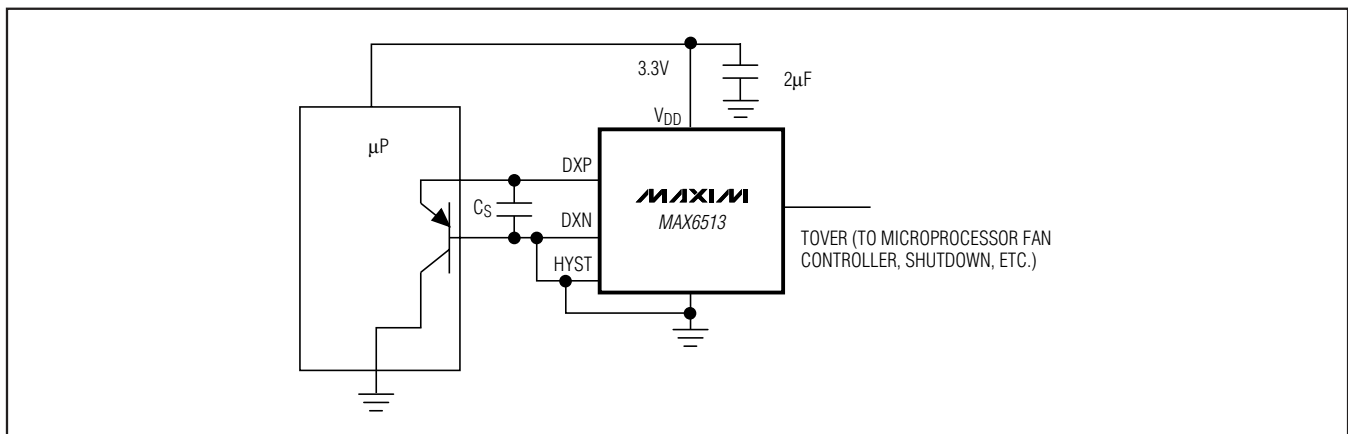 3.3V
2μF
VDD
μP
DXP
CS
DXN
HYST
MAXIM
MAX6513
TOVER (TO MICROPROCESSOR FAN
CONTROLLER, SHUTDOWN, ETC.)